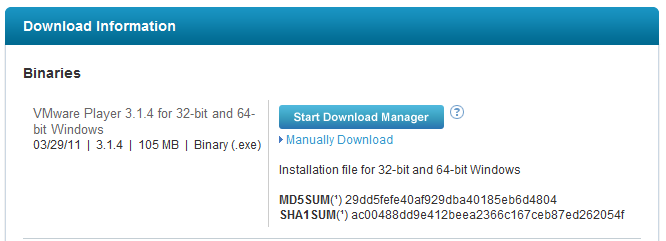 Download Information
Binaries
VMware Player 3.1.4 for 32-bit and 64-
bit Windows
03/29/11 | 3.1.4 | 105 MB | Binary (.exe)
Start Download Manager ?
Manually Download
Installation file for 32-bit and 64-bit Windows
MD5SUM(¹) 29dd5fefe40af929dba40185eb6d4804
SHA1SUM(¹) ac00488dd9e412beea2366c167ceb87ed262054f